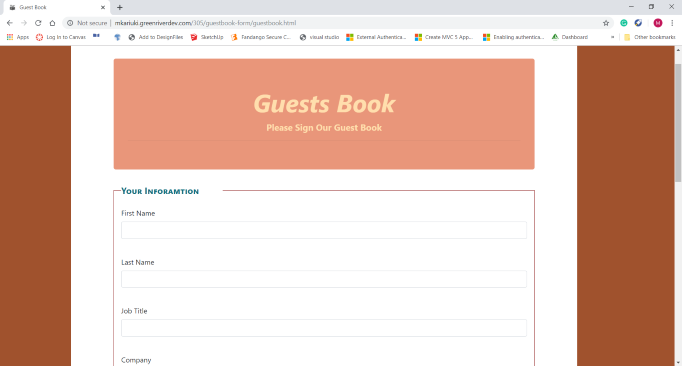 Guest Book
Not secure | mkariuki.greenriverdev.com/305/guestbook-form/guestbook.html
M
Apps Log In to Canvas Add to DesignFiles SketchUp Fandango Secure C... visual studio External Authentica... Create MVC 5 App... Enabling authentica... Dashboard » Other bookmarks
Guests Book
Please Sign Our Guest Book
Your Inforamtion
First Name
Last Name
Job Title
Company